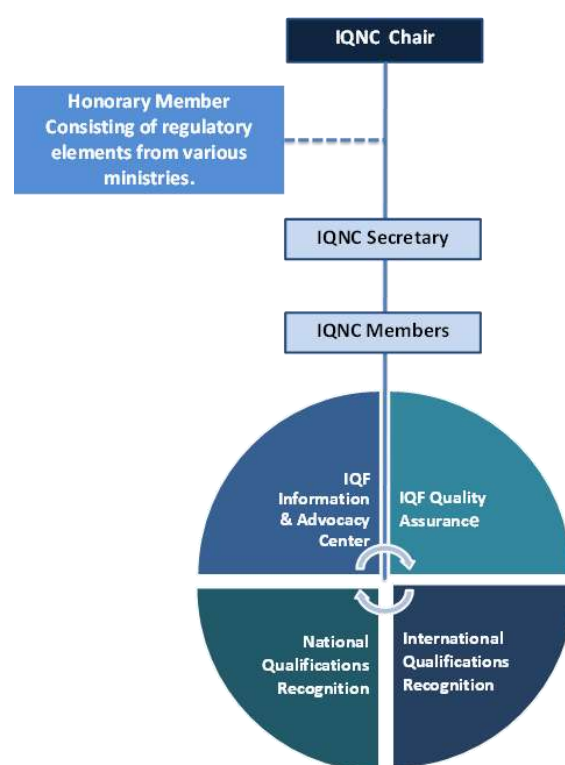 IQNC Chair
Honorary Member
Consisting of regulatory
elements from various
ministries.
IQNC Secretary
IQNC Members
IQF
Information
& Advocacy
Center
IQF Quality
Assurance
National
Qualifications
Recognition
International
Qualifications
Recognition